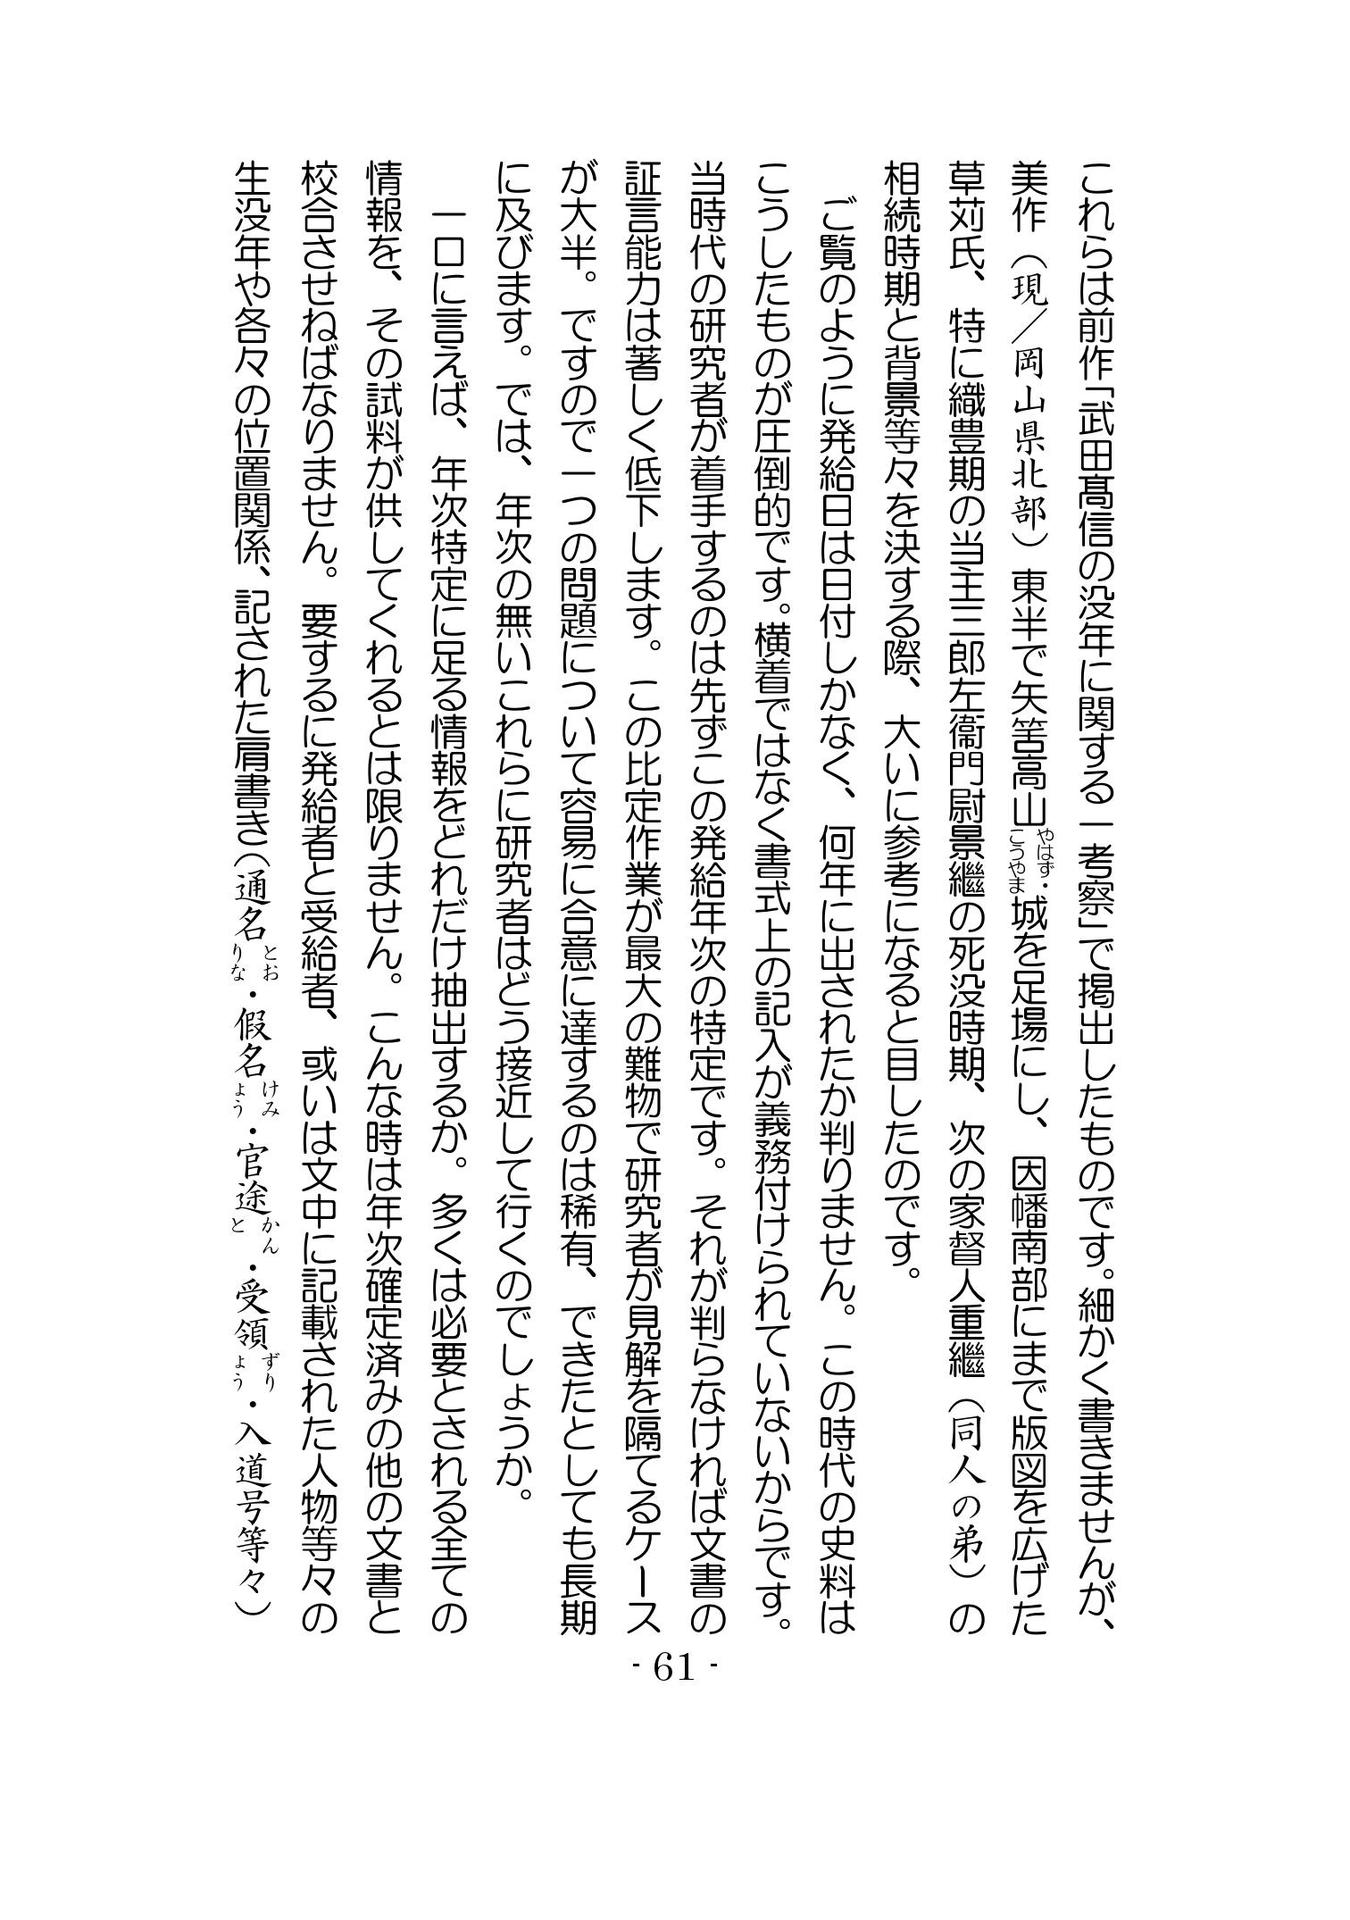 これらは前作「武田髙信の没年に関する一考察」で掲出したものです。細かく書きませんが、
美作（現／岡山県北部）東半で矢筈高山やはず・こうやま城を足場にし、因幡南部にまで版図を広げた
草苅氏、特に織豊期の当主三郎左衛門尉景繼の死没時期、次の家督人重繼（同人の弟）の
相続時期と背景等々を決する際、大いに参考になると目したのです。
　ご覧のように発給日は日付しかなく、何年に出されたか判りません。この時代の史料は
こうしたものが圧倒的です。横着ではなく書式上の記入が義務付けられていないからです。
当時代の研究者が着手するのは先ずこの発給年次の特定です。それが判らなければ文書の
証言能力は著しく低下します。この比定作業が最大の難物で研究者が見解を隔てるケース
が大半。ですので一つの問題について容易に合意に達するのは稀有、できたとしても長期
に及びます。では、年次の無いこれらに研究者はどう接近して行くのでしょうか。
　一口に言えば、年次特定に足る情報をどれだけ抽出するか。多くは必要とされる全ての
情報を、その試料が供してくれるとは限りません。こんな時は年次確定済みの他の文書と
校合させねばなりません。要するに発給者と受給者、或いは文中に記載された人物等々の
生没年や各々の位置関係、記された肩書き（通名とおりな・假名けみょう・官途かんと・受領ずりょう・入道号等々）
- 61 -